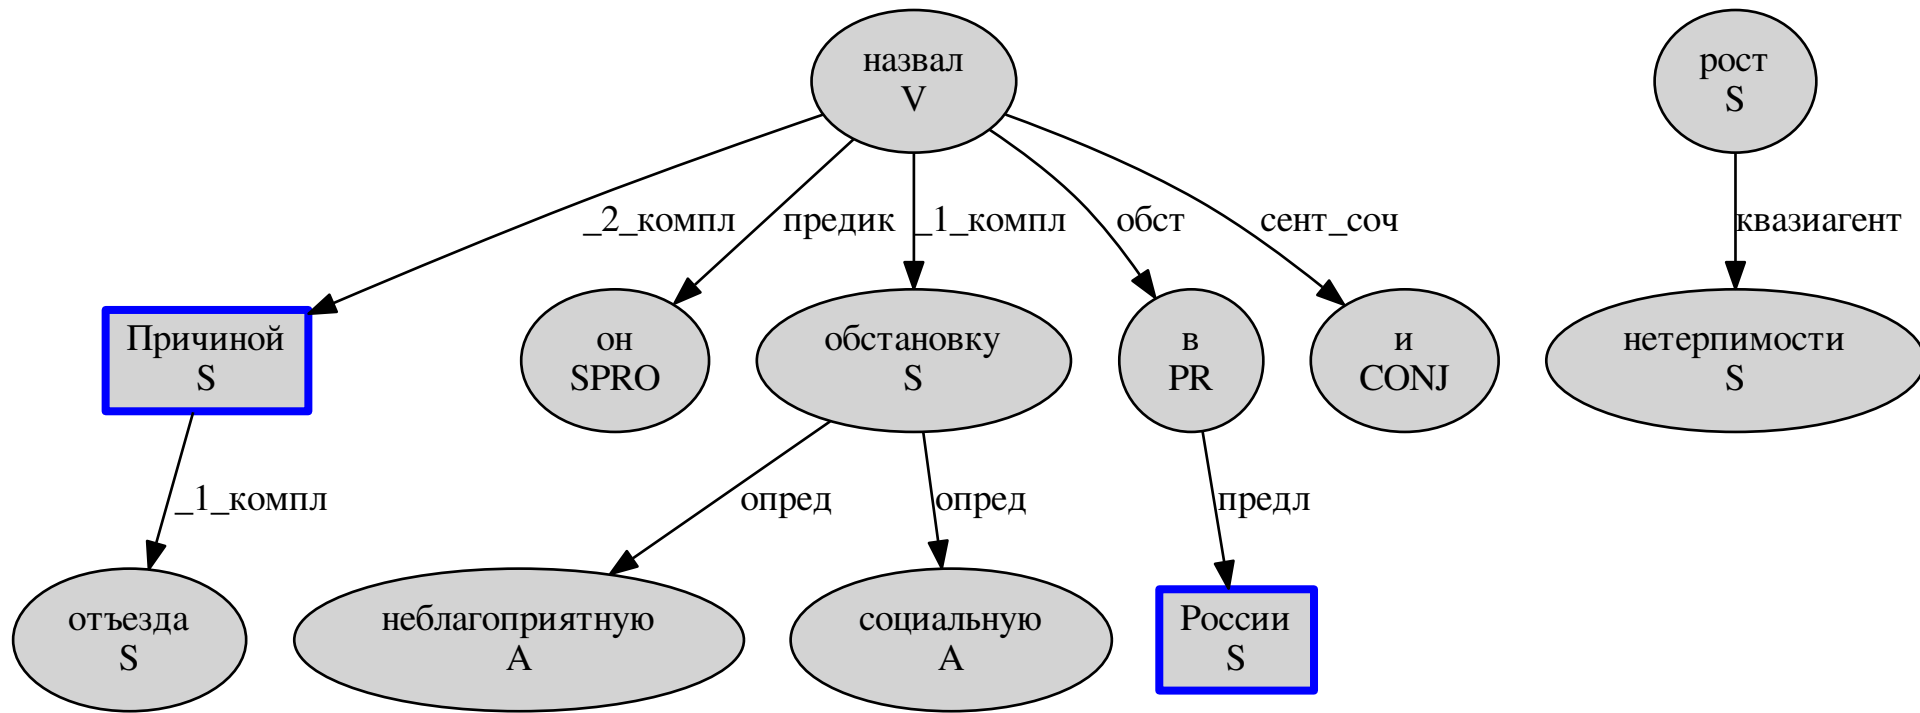 назвал
V
рост
S
_2_компл
предик
_1_компл
обст
сент_соч
квазиагент
Причиной
S
он
SPRO
обстановку
S
в
PR
и
CONJ
нетерпимости
S
_1_компл
опред
опред
предл
отъезда
S
неблагоприятную
A
социальную
A
России
S